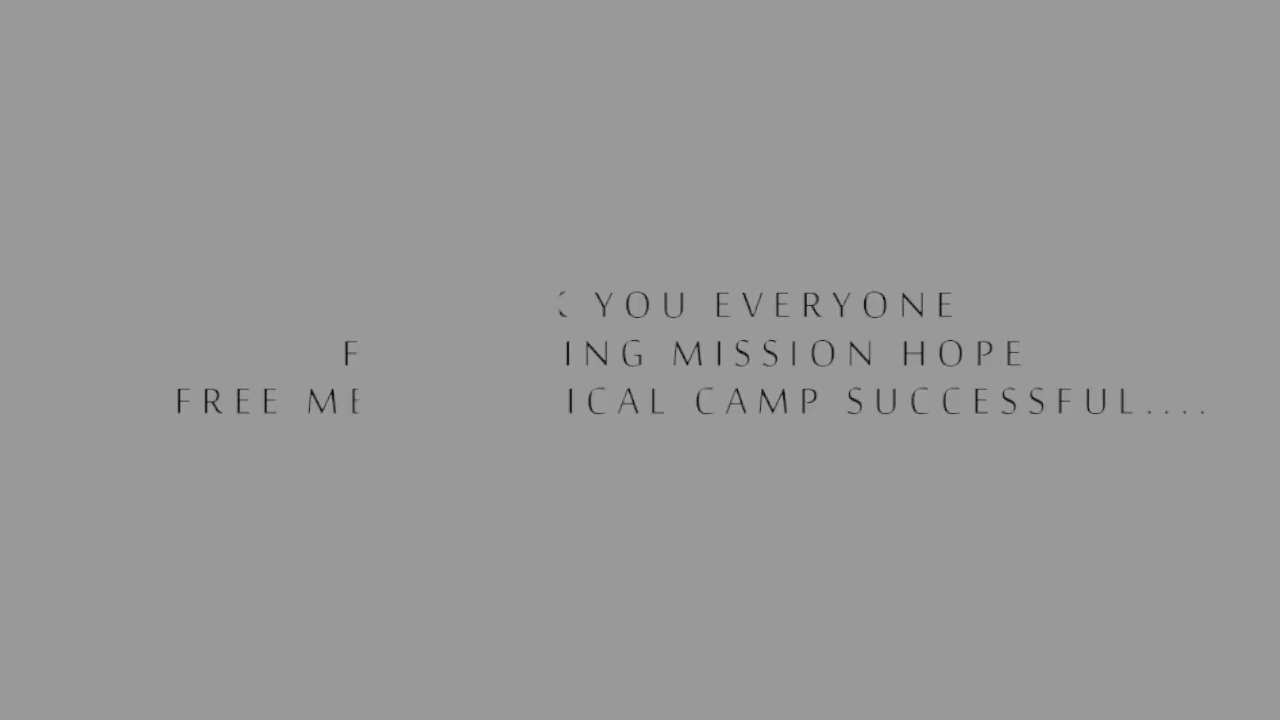 YOU EVERYONE
F ING MISSION HOPE
FREE ME ICAL CAMP SUCCESSFUL....